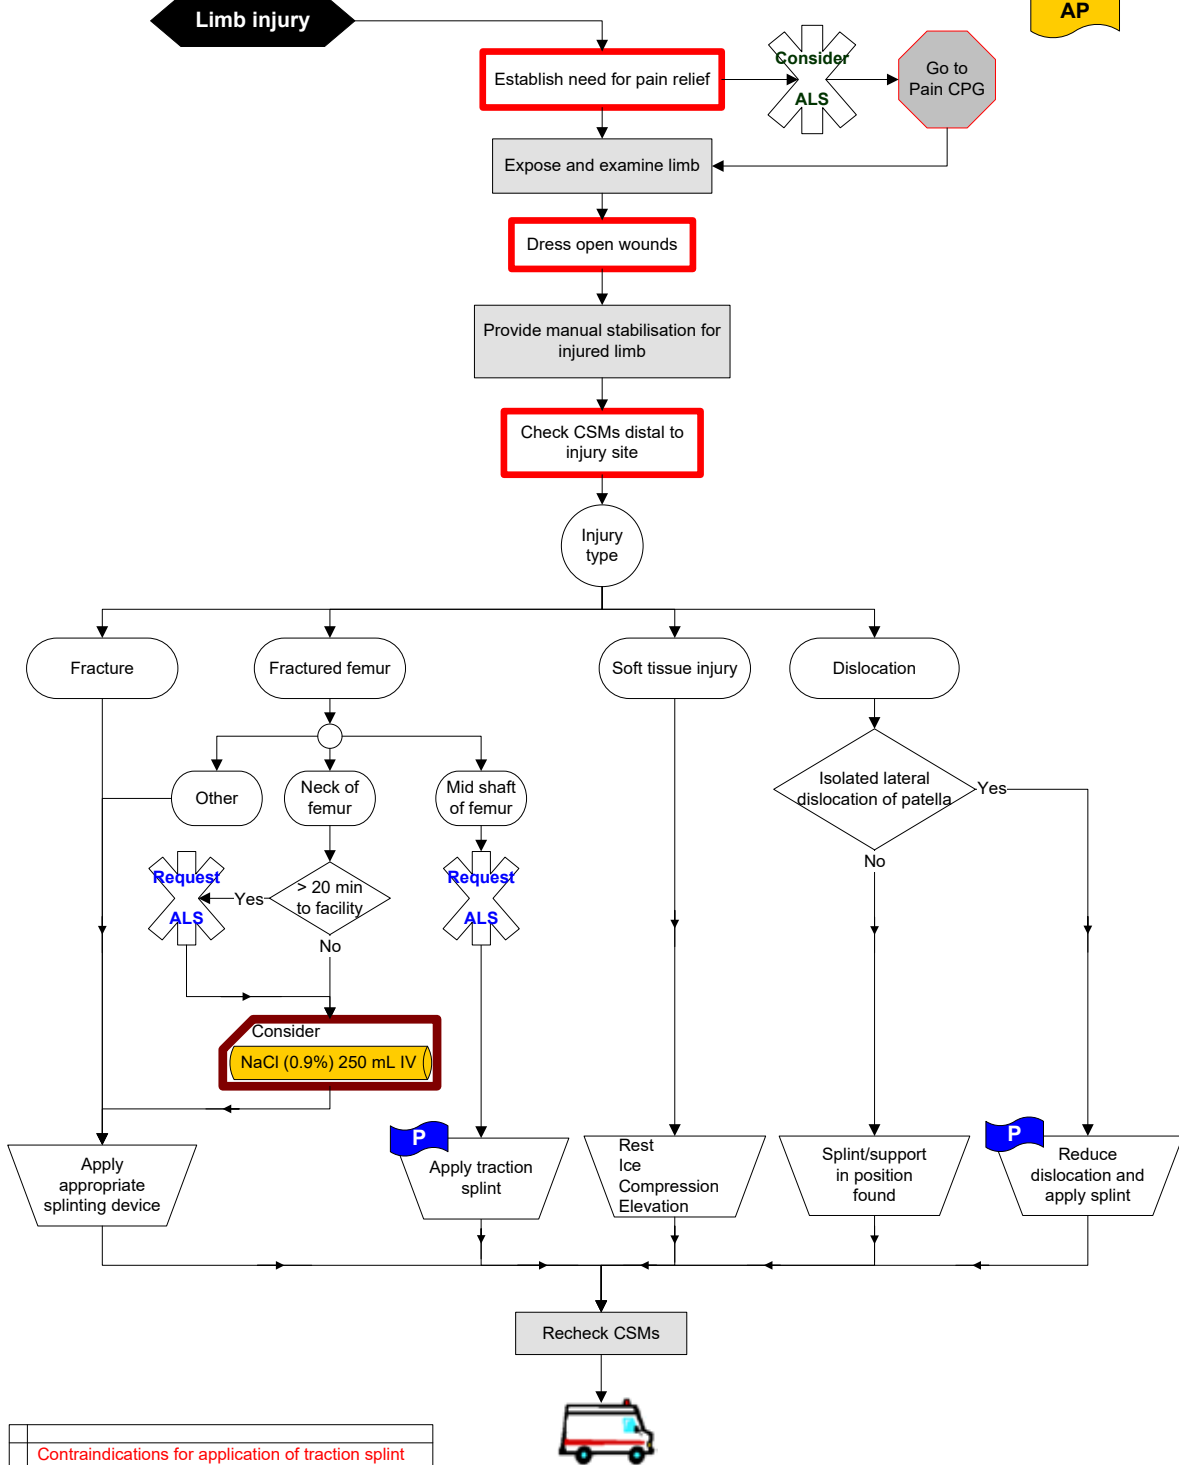 Limb injury
AP
Establish need for pain relief
Consider
ALS
Go to
Pain CPG
Expose and examine limb
Dress open wounds
Provide manual stabilisation for
injured limb
Check CSMs distal to
injury site
Injury
type
Fracture
Fractured femur
Soft tissue injury
Dislocation
Other
Neck of
femur
Mid shaft
of femur
Isolated lateral
dislocation of patella
Yes
No
Request
ALS
Yes
> 20 min
to facility
No
Request
ALS
Consider
NaCl (0.9%) 250 mL IV
Apply
appropriate
splinting device
P
Apply traction
splint
Rest
Ice
Compression
Elevation
Splint/support
in position
found
P
Reduce
dislocation and
apply splint
Recheck CSMs
Contraindications for application of traction splint